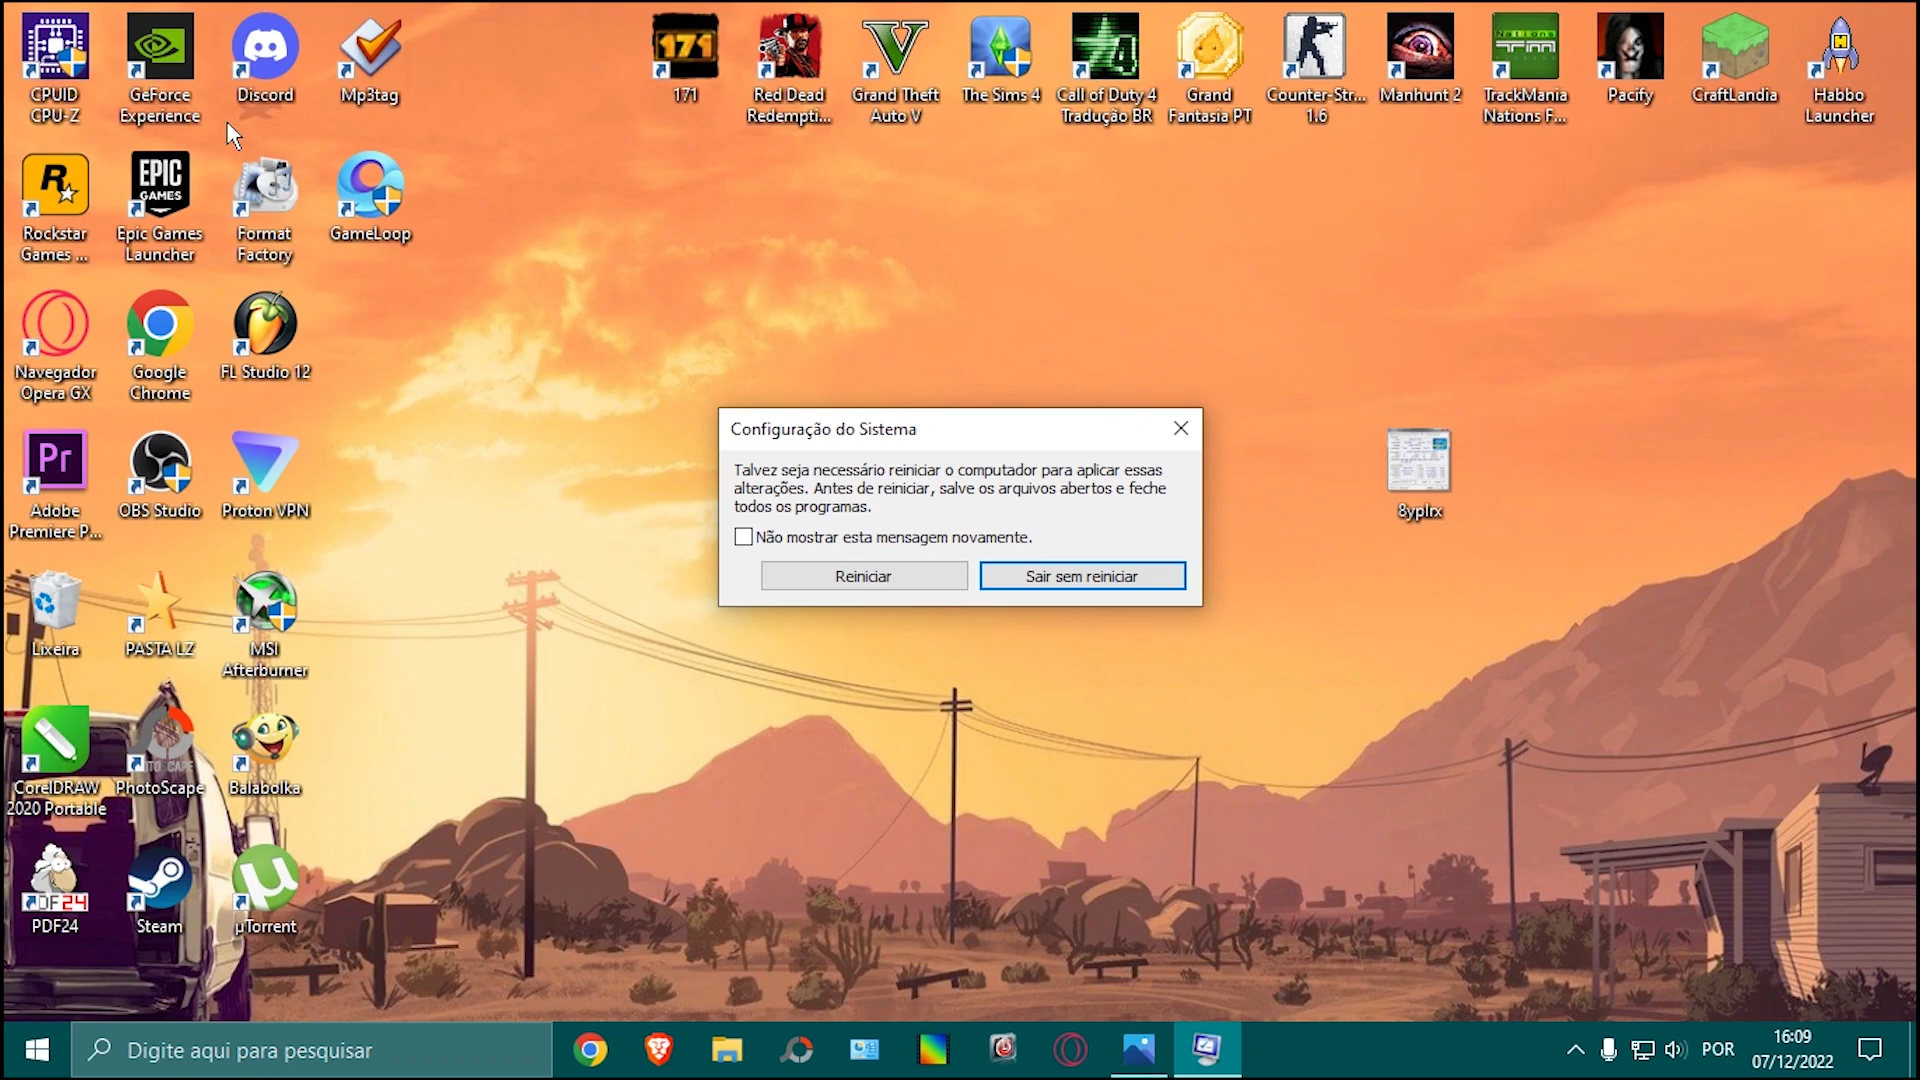 CPUID
CPU-Z
GeForce
Experience
Discord
Mp3tag
171
171
Red Dead
Redempti...
Grand Theft
Auto V
The Sims 4
4
Call of Duty 4
Tradução BR
Grand
Fantasia PT
Counter-Str...
1.6
Manhunt 2
Nations
TrackMania
Nations F...
Pacify
CraftLandia
H
Habbo
Launcher
R
Rockstar
Games ...
EPIC
GAMES
Epic Games
Launcher
Format
Factory
GameLoop
Navegador
Opera GX
Google
Chrome
FL Studio 12
Configuração do Sistema
Talvez seja necessário reiniciar o computador para aplicar essas
alterações. Antes de reiniciar, salve os arquivos abertos e feche
todos os programas.
Não mostrar esta mensagem novamente.
Reiniciar
Sair sem reiniciar
Pr
Adobe
Premiere P...
OBS Studio
Proton VPN
8yplrx
Lixeira
PASTA LZ
MSI
Afterburner
CorelDRAW
2020 Portable
PhotoScape
Balabolka
PDF24
Steam
µ
µTorrent
Digite aqui para pesquisar
POR
16:09
07/12/2022